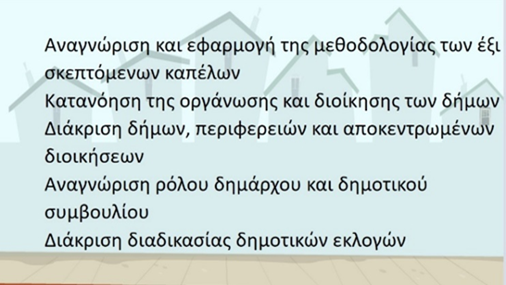 Αναγνώριση και εφαρμογή της μεθοδολογίας των έξι
σκεπτόμενων καπέλων
Κατανόηση της οργάνωσης και διοίκησης των δήμων
Διάκριση δήμων, περιφερειών και αποκεντρωμένων
διοικήσεων
Αναγνώριση ρόλου δημάρχου και δημοτικού
συμβουλίου
Διάκριση διαδικασίας δημοτικών εκλογών